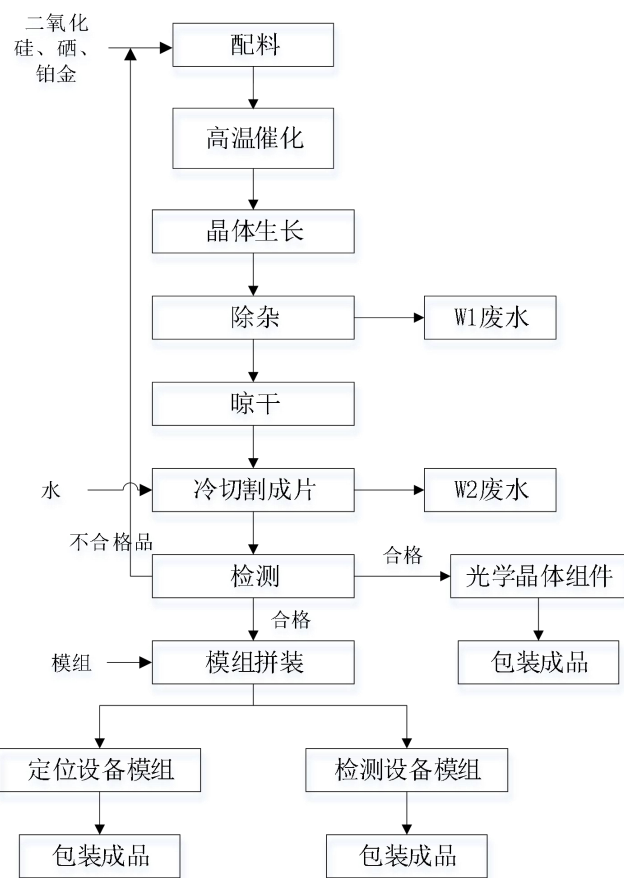 二氧化
硅、硒、
铂金
配料
高温催化
晶体生长
除杂
W1废水
晾干
水
冷切割成片
W2废水
不合格品
检测
合格
光学晶体组件
合格
模组
模组拼装
包装成品
定位设备模组
检测设备模组
包装成品
包装成品